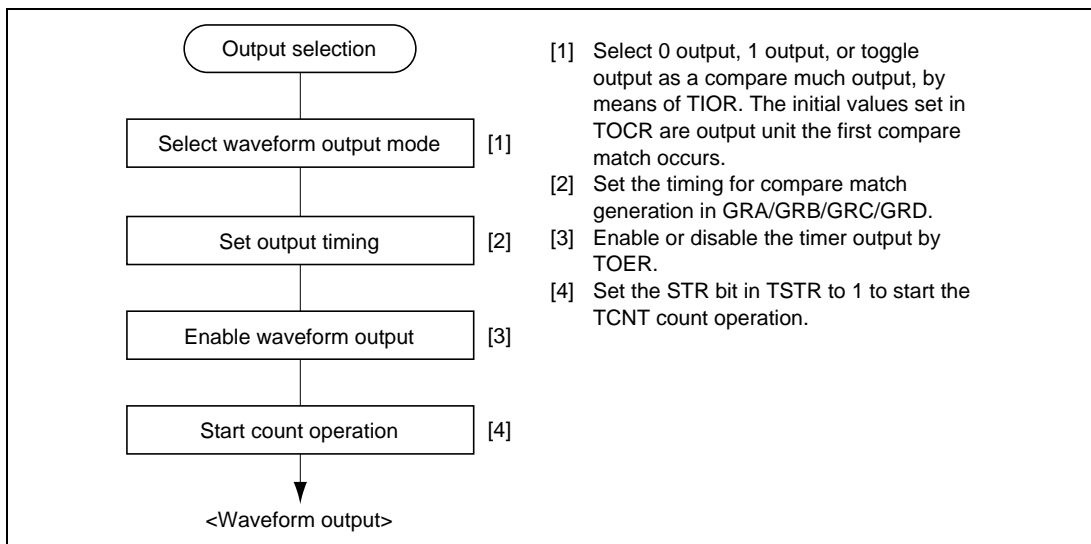 Output selection
Select waveform output mode [1]
Set output timing [2]
Enable waveform output [3]
Start count operation [4]
<Waveform output>
[1] Select 0 output, 1 output, or toggle
output as a compare much output, by
means of TIOR. The initial values set in
TOCR are output unit the first compare
match occurs.
[2] Set the timing for compare match
generation in GRA/GRB/GRC/GRD.
[3] Enable or disable the timer output by
TOER.
[4] Set the STR bit in TSTR to 1 to start the
TCNT count operation.